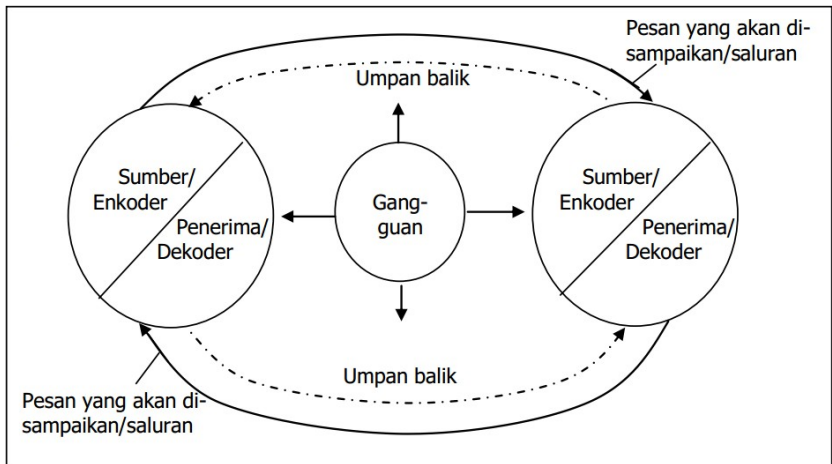 Pesan yang akan di-
sampaikan/saluran
Umpan balik
Sumber/
Enkoder
Penerima/
Dekoder
Gang-
guan
Sumber/
Enkoder
Penerima/
Dekoder
Umpan balik
Pesan yang akan di-
sampaikan/saluran